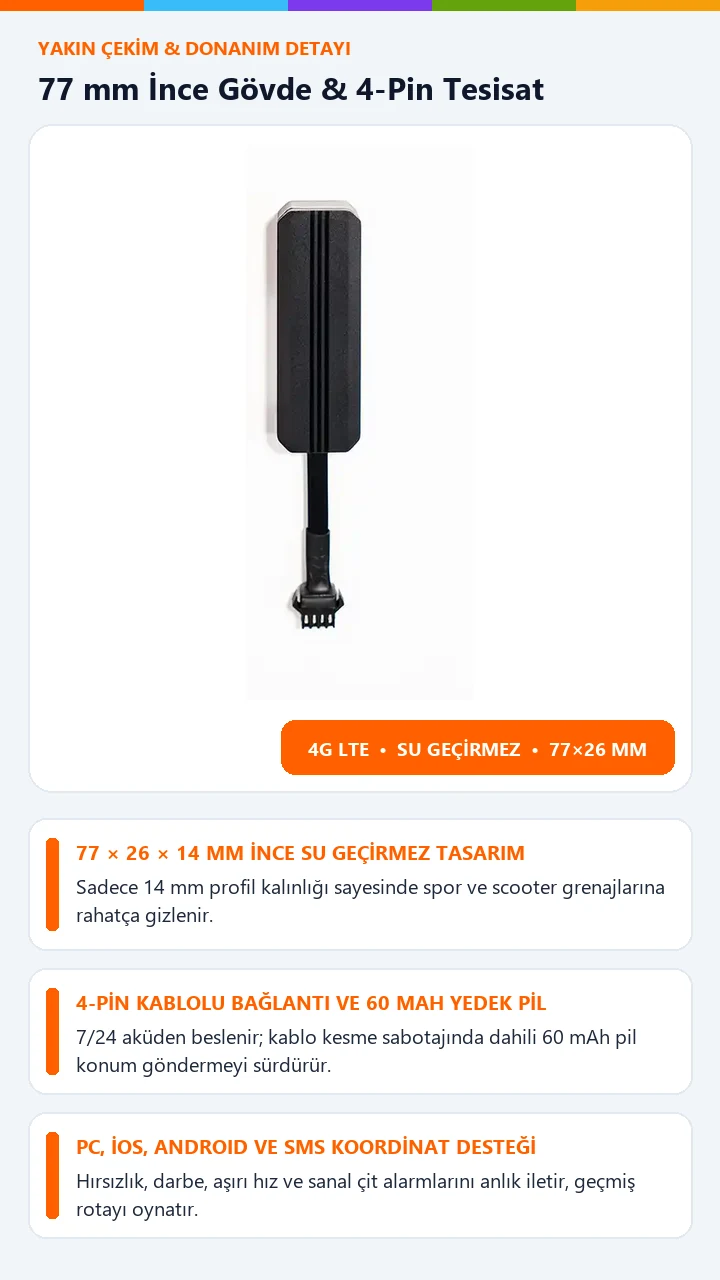 YAKIN ÇEKİM & DONANIM DETAYI
77 mm İnce Gövde & 4-Pin Tesisat
4G LTE • SU GEÇİRMEZ • 77×26 MM
77 × 26 × 14 MM İNCE SU GEÇİRMEZ TASARIM
Sadece 14 mm profil kalınlığı sayesinde spor ve scooter grenajlarına
rahatça gizlenir.
4-PİN KABLOLU BAĞLANTI VE 60 MAH YEDEK PİL
7/24 aküden beslenir; kablo kesme sabotajında dahili 60 mAh pil
konum göndermeyi sürdürür.
PC, İOS, ANDROID VE SMS KOORDİNAT DESTEĞİ
Hırsızlık, darbe, aşırı hız ve sanal çit alarmlarını anlık iletir, geçmiş
rotayı oynatır.